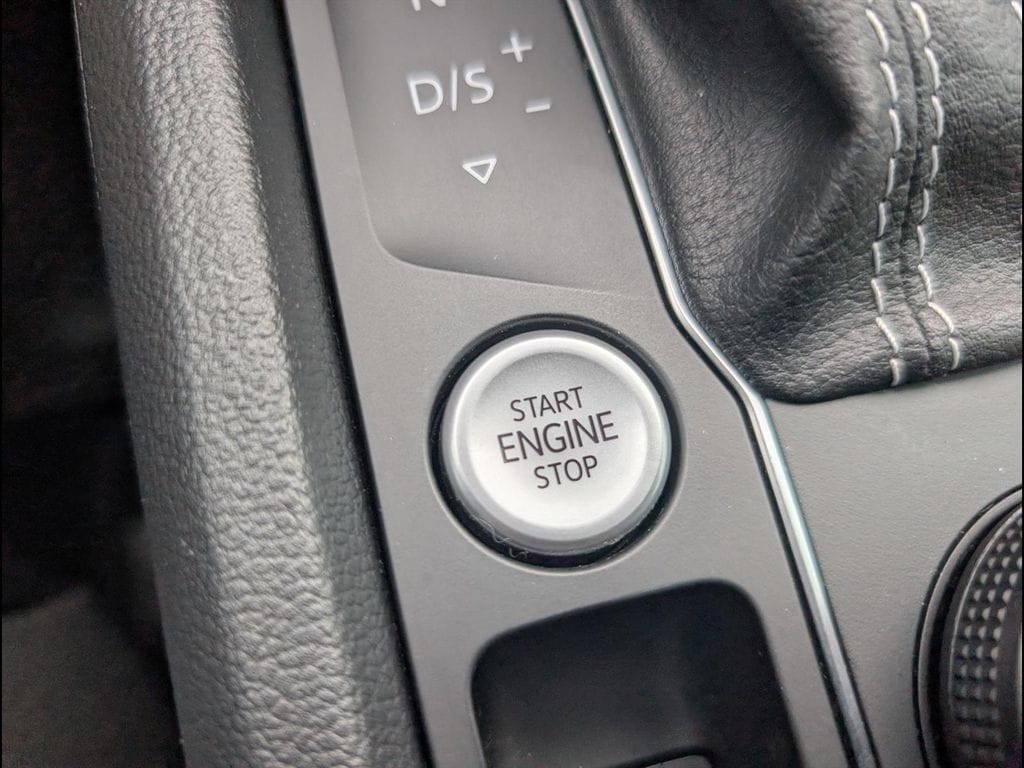 N
D/S
+
−
START
ENGINE
STOP